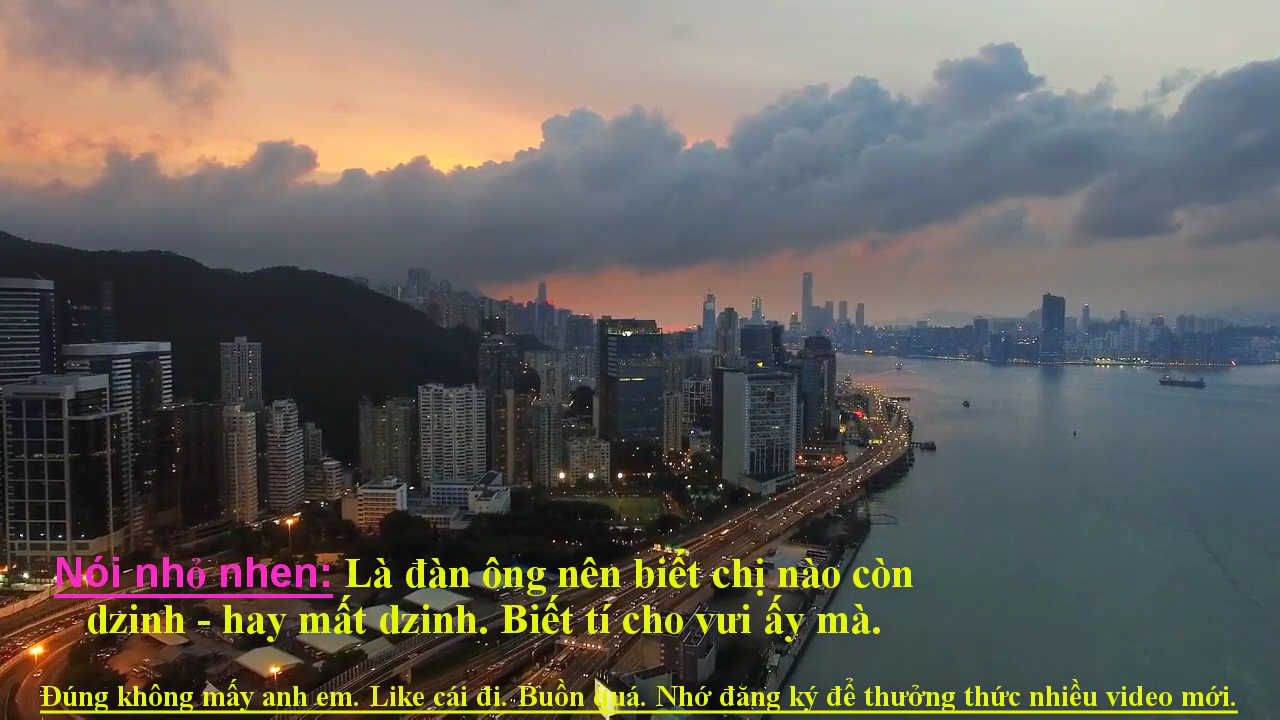 Nói nhỏ nhen: Là đàn ông nên biết chị nào còn
dzinh - hay mất dzinh. Biết tí cho vưi ấy mà.
Đúng không mấy anh em. Like cái đi. Buồn quá. Nhớ đăng ký để thưởng thức nhiều video mới.